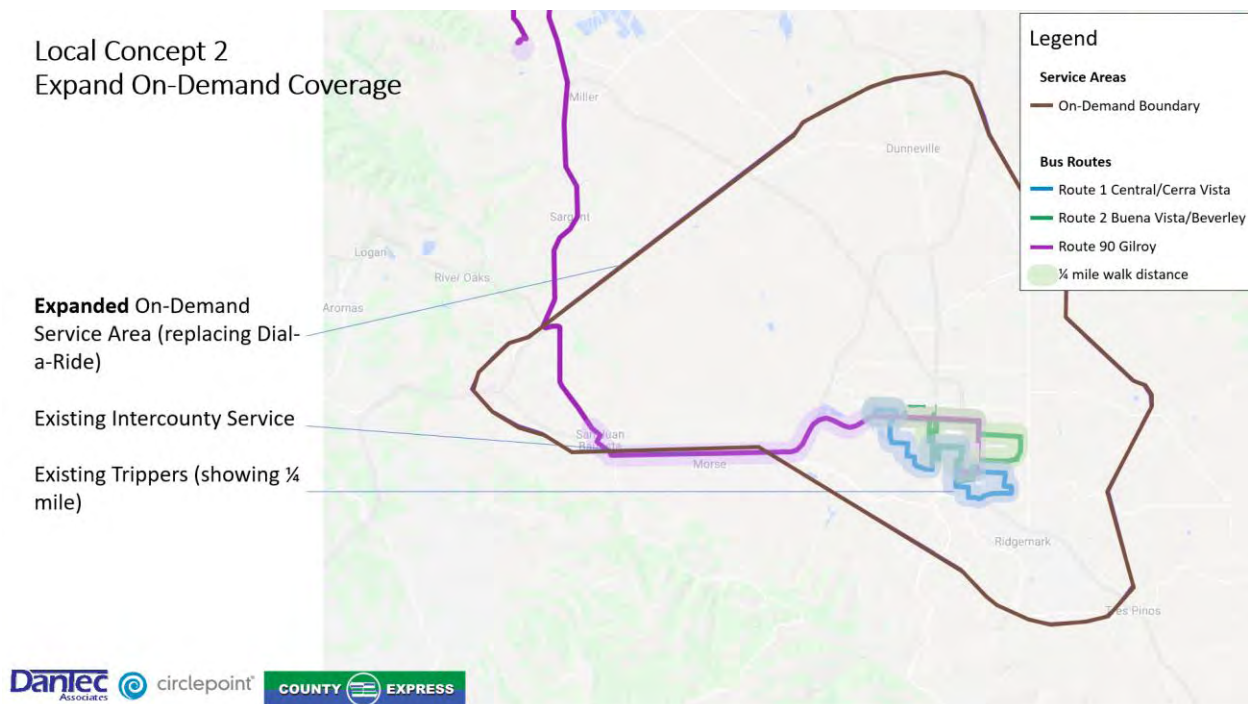 Local Concept 2
Expand On-Demand Coverage
Expanded On-Demand
Service Area (replacing Dial-
a-Ride)
Existing Intercounty Service
Existing Trippers (showing ¼
mile)
Miller
Dunneville
Sargent
Logan
River Oaks
Aromas
San Juan
Bautista
Morse
Ridgemark
Tres Pinos
Legend
Service Areas
On-Demand Boundary
Bus Routes
Route 1 Central/Cerra Vista
Route 2 Buena Vista/Beverley
Route 90 Gilroy
¼ mile walk distance
Dantec
Associates
circlepoint
COUNTY EXPRESS